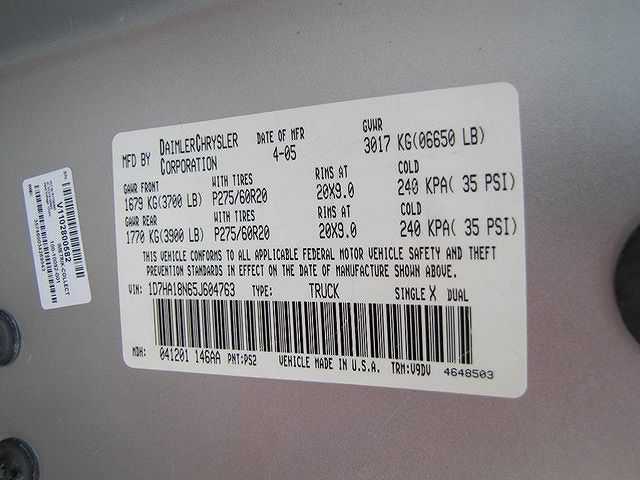 MFD BY DAIMLERCHRYSLER CORPORATION
DATE OF MFR 4-05
GVWR 3017 KG(06650 LB)
GAWR FRONT WITH TIRES RIMS AT COLD
1679 KG(3700 LB) P275/60R20 20X9.0 240 KPA( 35 PSI)
GAWR REAR WITH TIRES RIMS AT COLD
1770 KG(3900 LB) P275/60R20 20X9.0 240 KPA( 35 PSI)
THIS VEHICLE CONFORMS TO ALL APPLICABLE FEDERAL MOTOR VEHICLE SAFETY AND THEFT
PREVENTION STANDARDS IN EFFECT ON THE DATE OF MANUFACTURE SHOWN ABOVE.
VIN: 1D7HA18N65J604763 TYPE: TRUCK SINGLE X DUAL
MDH: 041201 146AA PNT:PS2 VEHICLE MADE IN U.S.A. TRM:V9DV 4648503
V1102800582